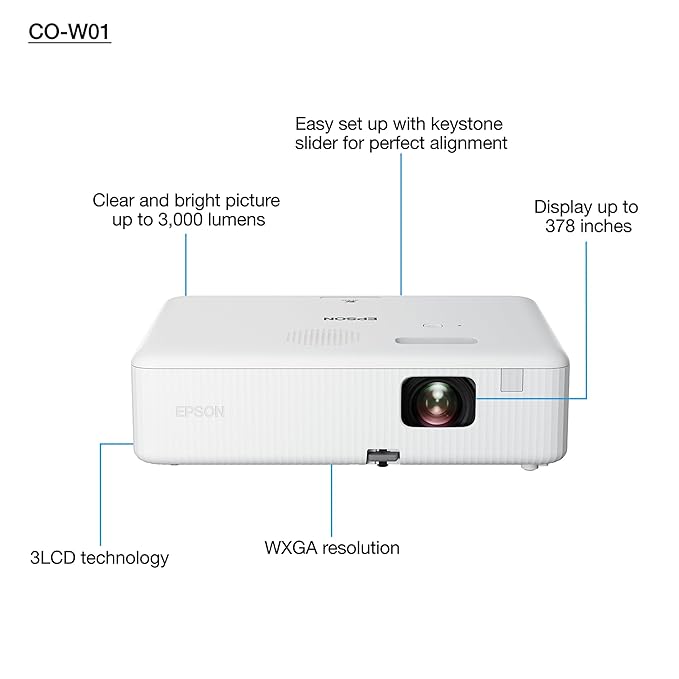 CO-W01
Easy set up with keystone
slider for perfect alignment
Clear and bright picture
up to 3,000 lumens
Display up to
378 inches
EPSON
EPSON
3LCD technology
WXGA resolution